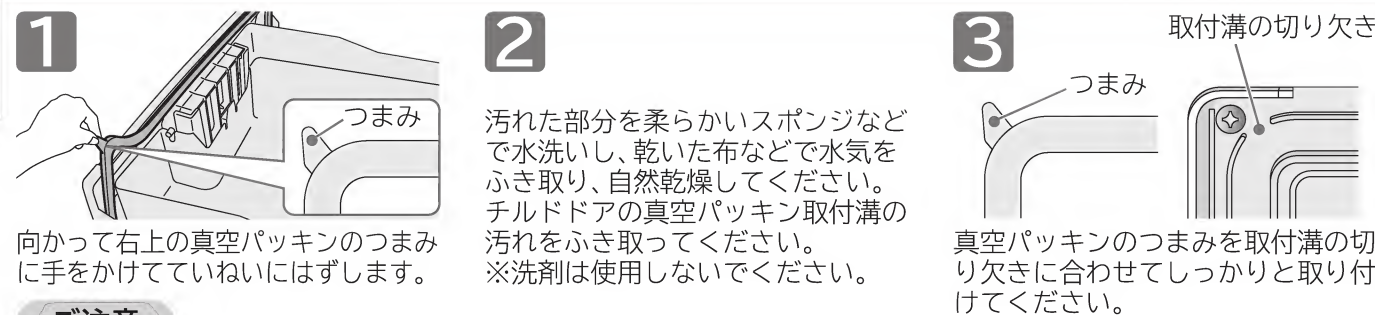 1
つまみ
向かって右上の真空パッキンのつまみ
に手をかけてていねいにはずします。
2
汚れた部分を柔らかいスポンジなど
で水洗いし、乾いた布などで水気を
ふき取り、自然乾燥してください。
チルドドアの真空パッキン取付溝の
汚れをふき取ってください。
※洗剤は使用しないでください。
3
取付溝の切り欠き
つまみ
真空パッキンのつまみを取付溝の切
り欠きに合わせてしっかりと取り付
けてください。
ご注意